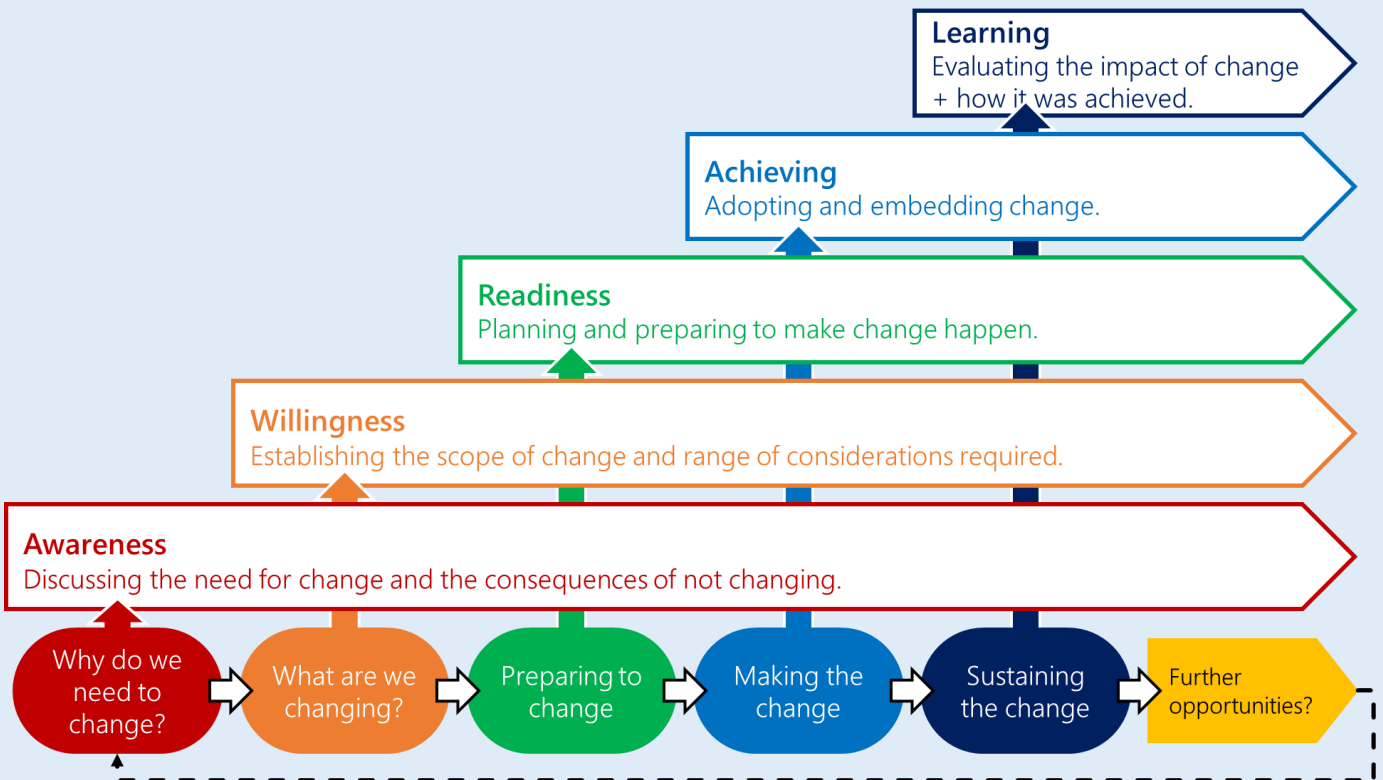 Learning
Evaluating the impact of change
+ how it was achieved.
Achieving
Adopting and embedding change.
Readiness
Planning and preparing to make change happen.
Willingness
Establishing the scope of change and range of considerations required.
Awareness
Discussing the need for change and the consequences of not changing.
Why do we
need to
change?
What are we
changing?
Preparing to
change
Making the
change
Sustaining
the change
Further
opportunities?